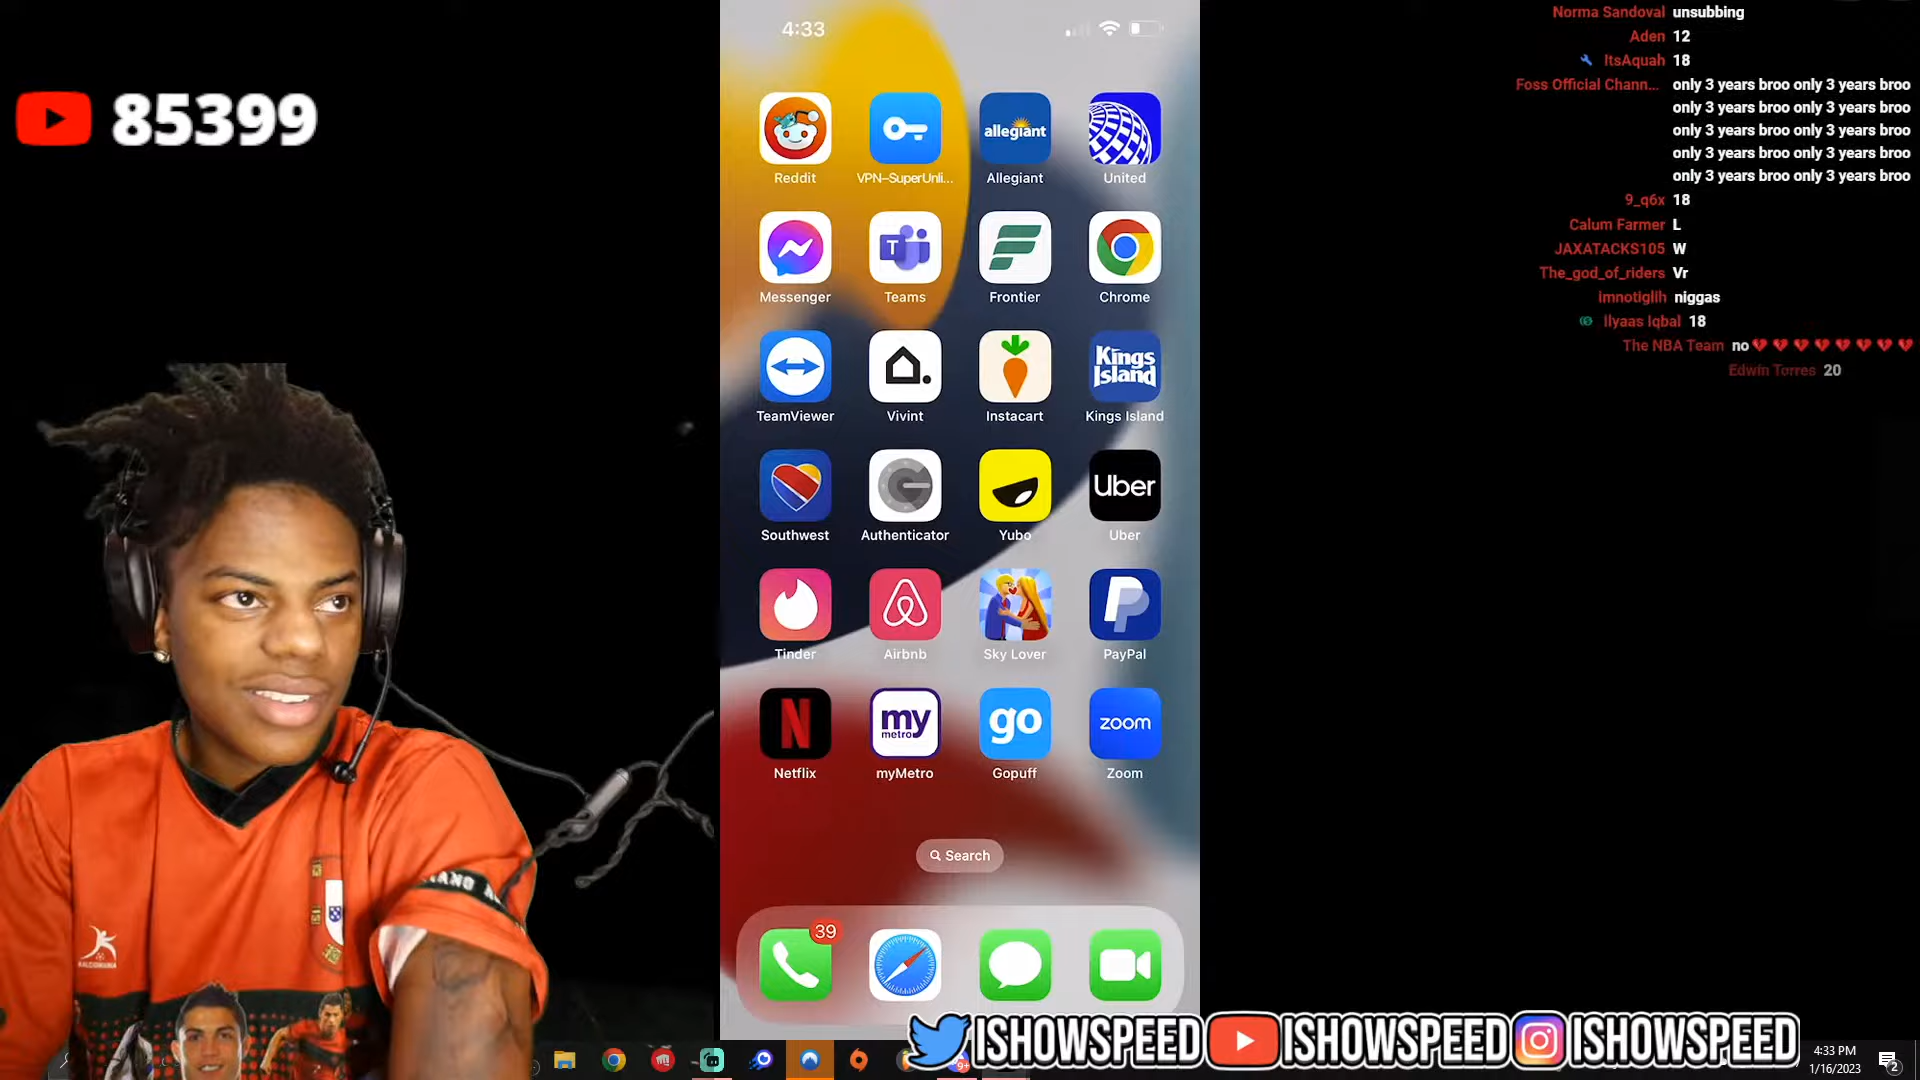 85399
4:33
Reddit
VPN–SuperUnli...
allegiant
Allegiant
United
Messenger
T
Teams
Frontier
Chrome
TeamViewer
Vivint
Instacart
Kings
Island
Kings Island
Southwest
Authenticator
Yubo
Uber
Uber
Tinder
Airbnb
Sky Lover
PayPal
N
Netflix
my
metro
myMetro
go
Gopuff
zoom
Zoom
Search
39
Norma Sandoval unsubbing
Aden 12
ItsAquah 18
Foss Official Chann... only 3 years broo only 3 years broo
only 3 years broo only 3 years broo
only 3 years broo only 3 years broo
only 3 years broo only 3 years broo
only 3 years broo only 3 years broo
9_q6x 18
Calum Farmer L
JAXATACKS105 W
The_god_of_riders Vr
imnotigllh niggas
Ilyaas Iqbal 18
The NBA Team no💔💔💔💔💔💔💔💔
Edwin Torres 20
ISHOWSPEED ISHOWSPEED ISHOWSPEED
9+
4:33 PM
1/16/2023
2